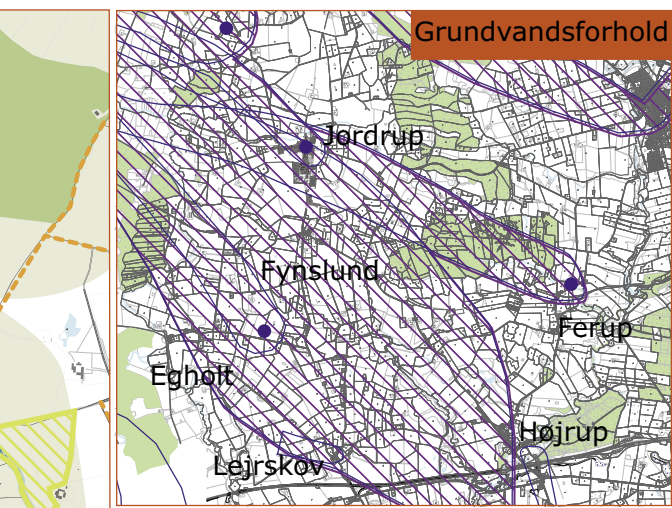 Grundvandsforhold
Jordrup
Fynslund
Ferup
Egholt
Højrup
Lejrskov